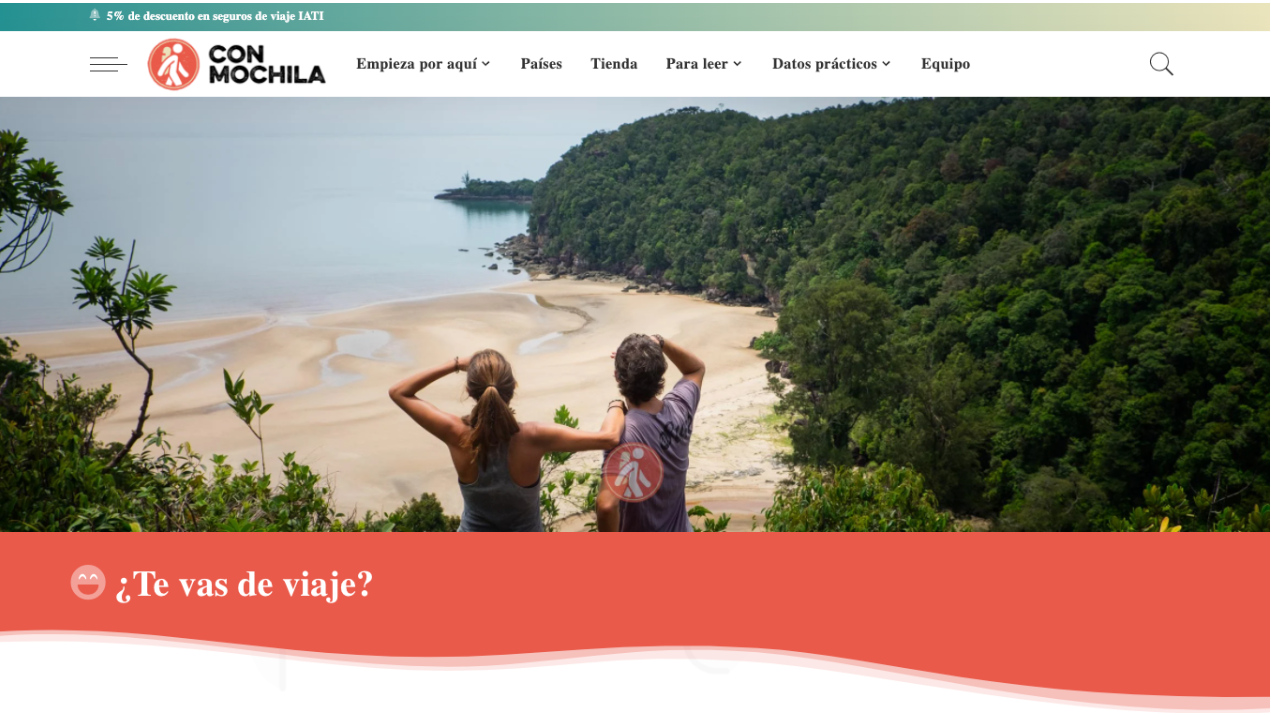 5% de descuento en seguros de viaje IATI
CON
MOCHILA
Empieza por aquí
Países
Tienda
Para leer
Datos prácticos
Equipo
¿Te vas de viaje?